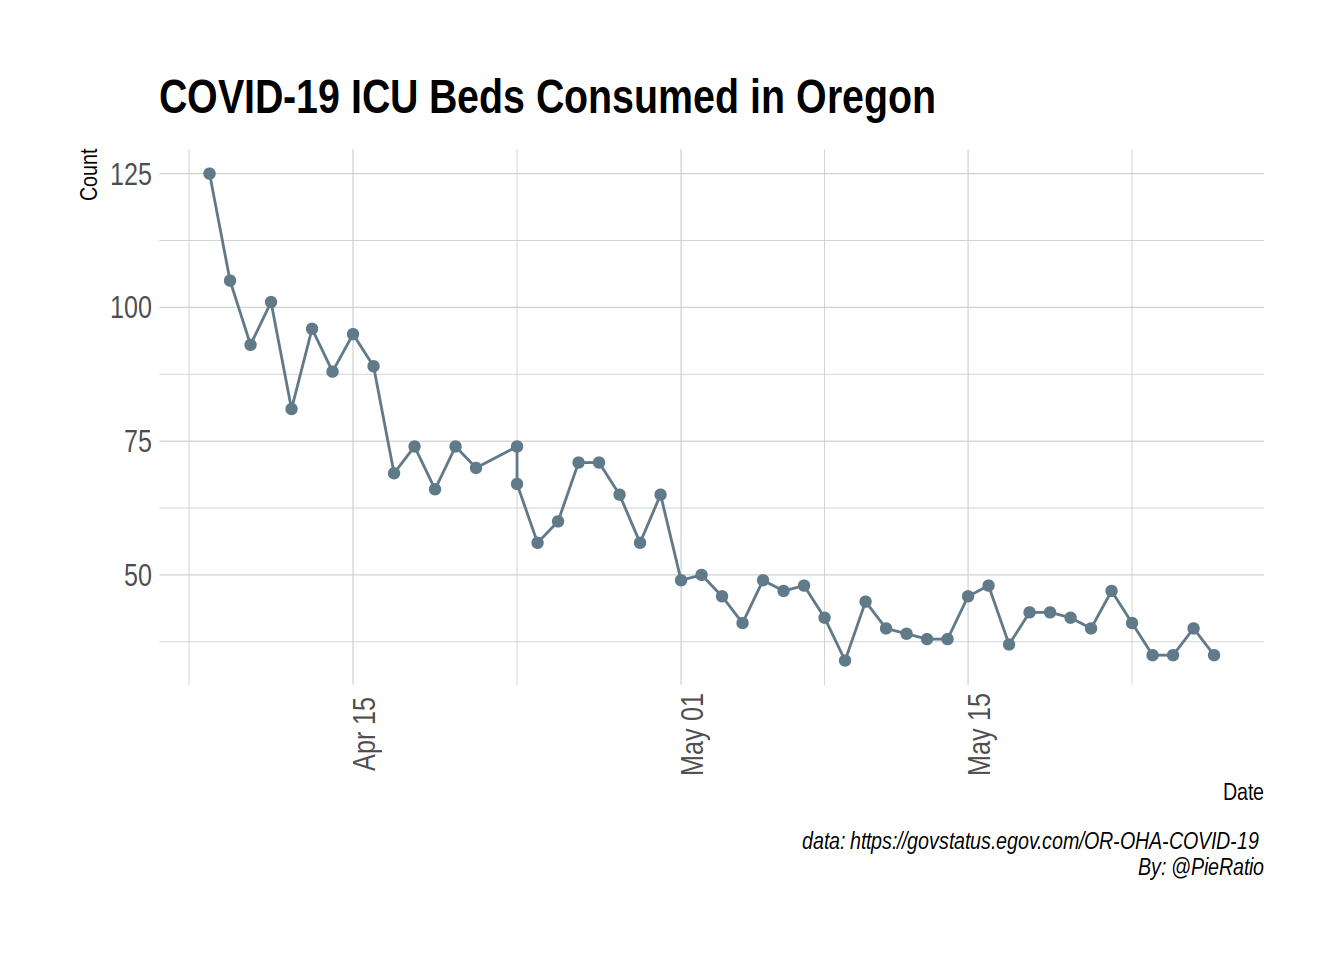 COVID-19 ICU Beds Consumed in Oregon
Count
125
100
75
50
Apr 15
May 01
May 15
Date
data: https://govstatus.egov.com/OR-OHA-COVID-19
By: @PieRatio